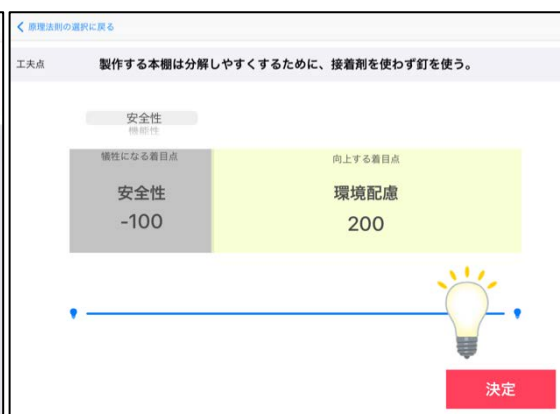 原理法則の選択に戻る
工夫点 製作する本棚は分解しやすくするために、接着剤を使わず釘を使う。
安全性
機能性
犠牲になる着目点 向上する着目点
安全性 環境配慮
-100 200
決定